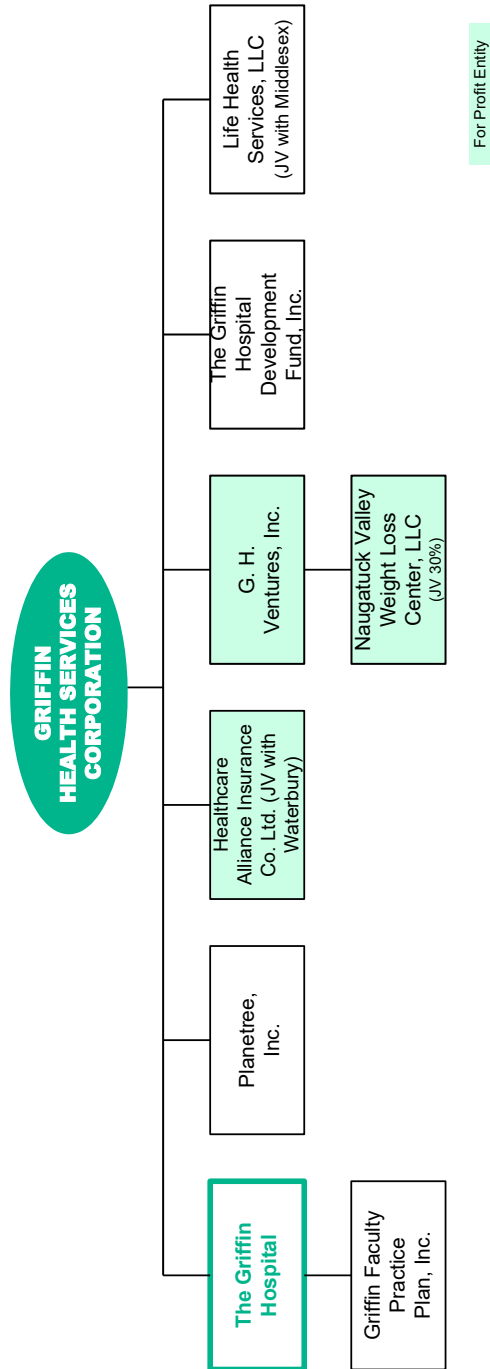 GRIFFIN
HEALTH SERVICES
CORPORATION
The Griffin
Hospital
Planetree,
Inc.
Healthcare
Alliance Insurance
Co. Ltd. (JV with
Waterbury)
G. H.
Ventures, Inc.
The Griffin
Hospital
Development
Fund, Inc.
Life Health
Services, LLC
(JV with Middlesex)
Griffin Faculty
Practice
Plan, Inc.
Naugatuck Valley
Weight Loss
Center, LLC
(JV 30%)
For Profit Entity